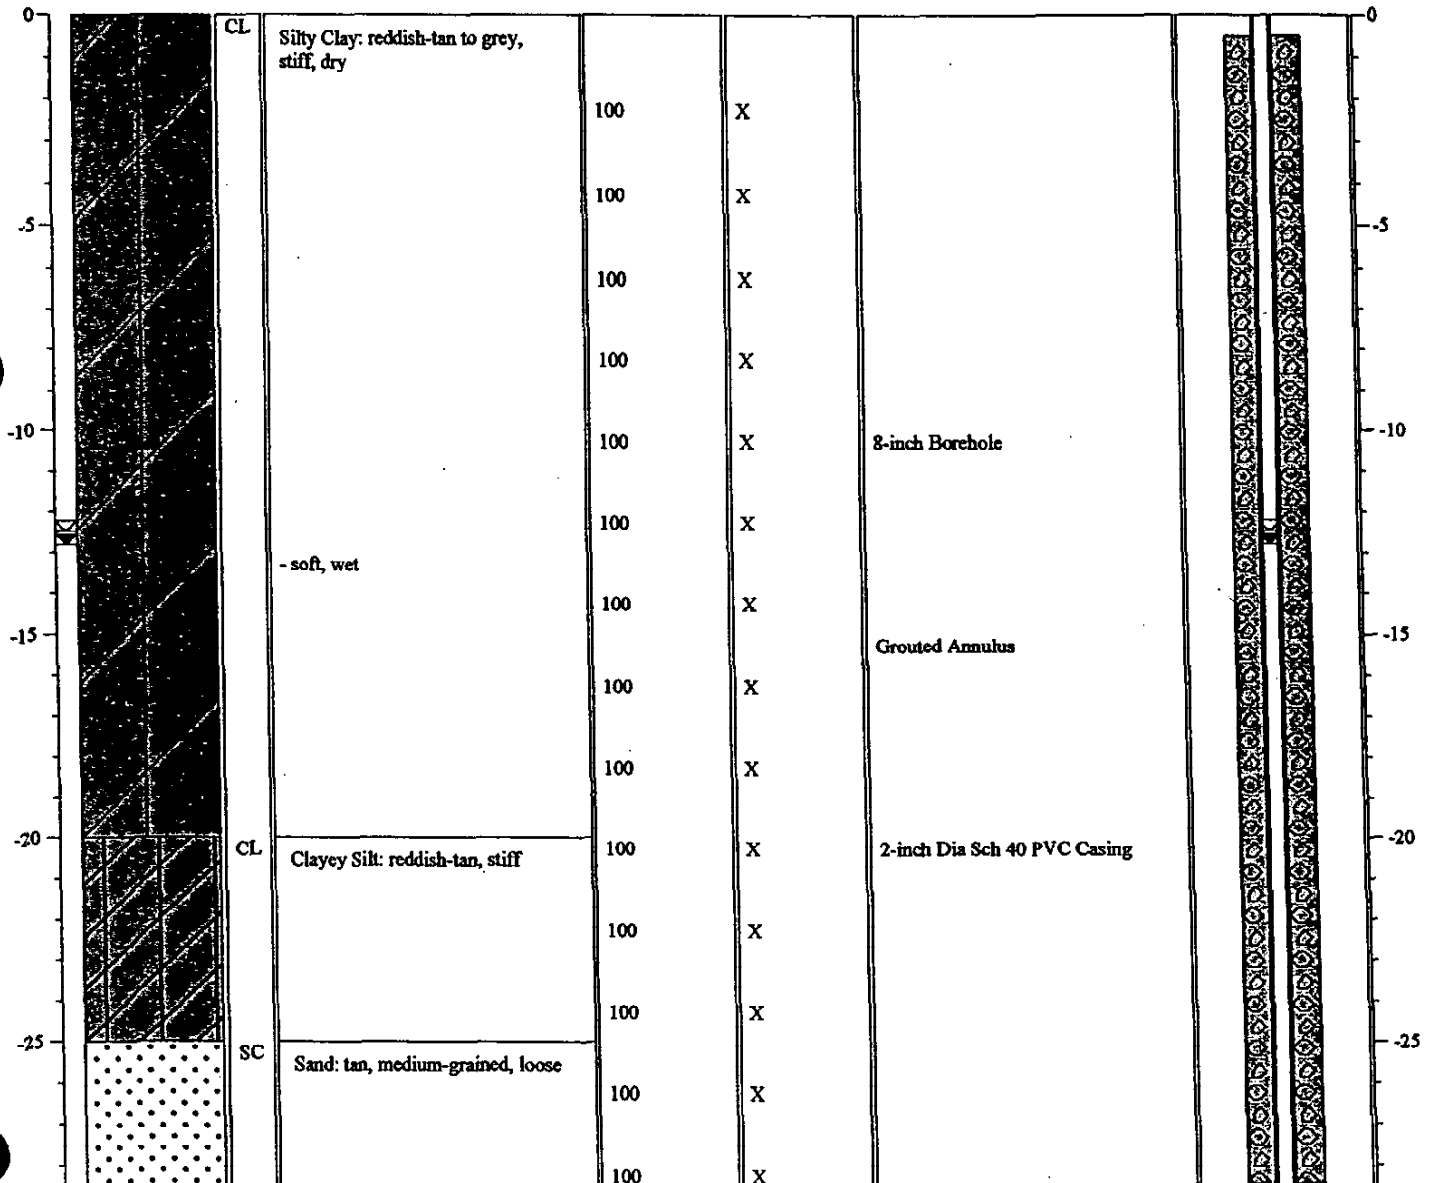 0 CL 0
Silty Clay: reddish-tan to grey,
stiff, dry
100 X
100 X
-5 -5
100 X
100 X
-10 100 X 8-inch Borehole -10
100 X
- soft, wet
100 X
-15 Grouted Annulus -15
100 X
100 X
-20 CL 100 X 2-inch Dia Sch 40 PVC Casing -20
Clayey Silt: reddish-tan, stiff
100 X
100 X
-25 SC -25
Sand: tan, medium-grained, loose
100 X
100 X